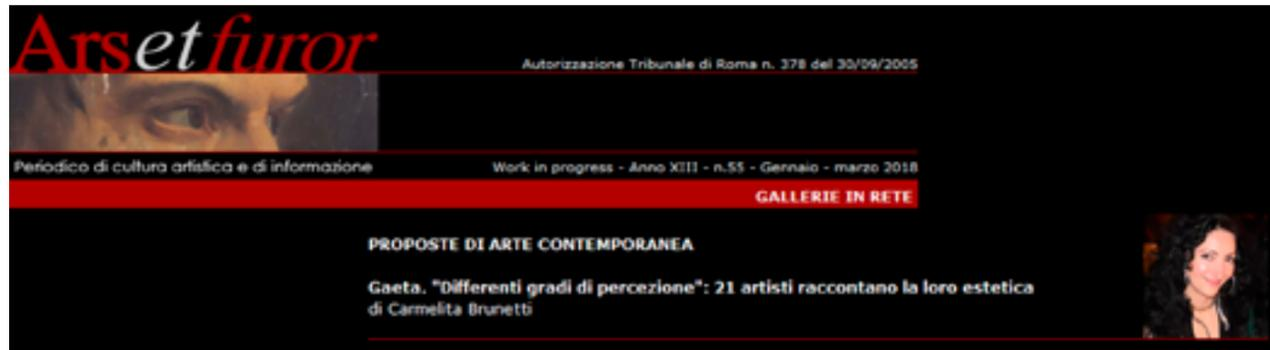 Arsetfuror
Autorizzazione Tribunale di Roma n. 378 del 30/09/2005
Periodico di cultura artistica e di informazione
Work in progress - Anno XIII - n.55 - Gennaio - marzo 2018
GALLERIE IN RETE
PROPOSTE DI ARTE CONTEMPORANEA
Gaeta. "Differenti gradi di percezione": 21 artisti raccontano la loro estetica
di Carmelita Brunetti